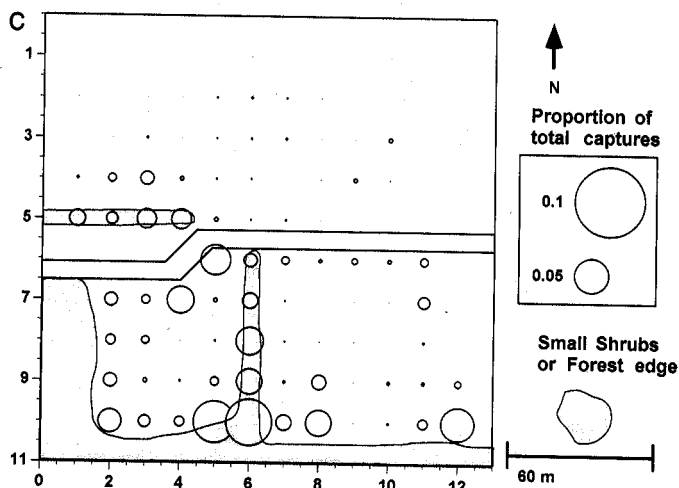 C
1
3
5
7
9
11
0
2
4
6
8
10
12
N
Proportion of
total captures
0.1
0.05
Small Shrubs
or Forest edge
60 m